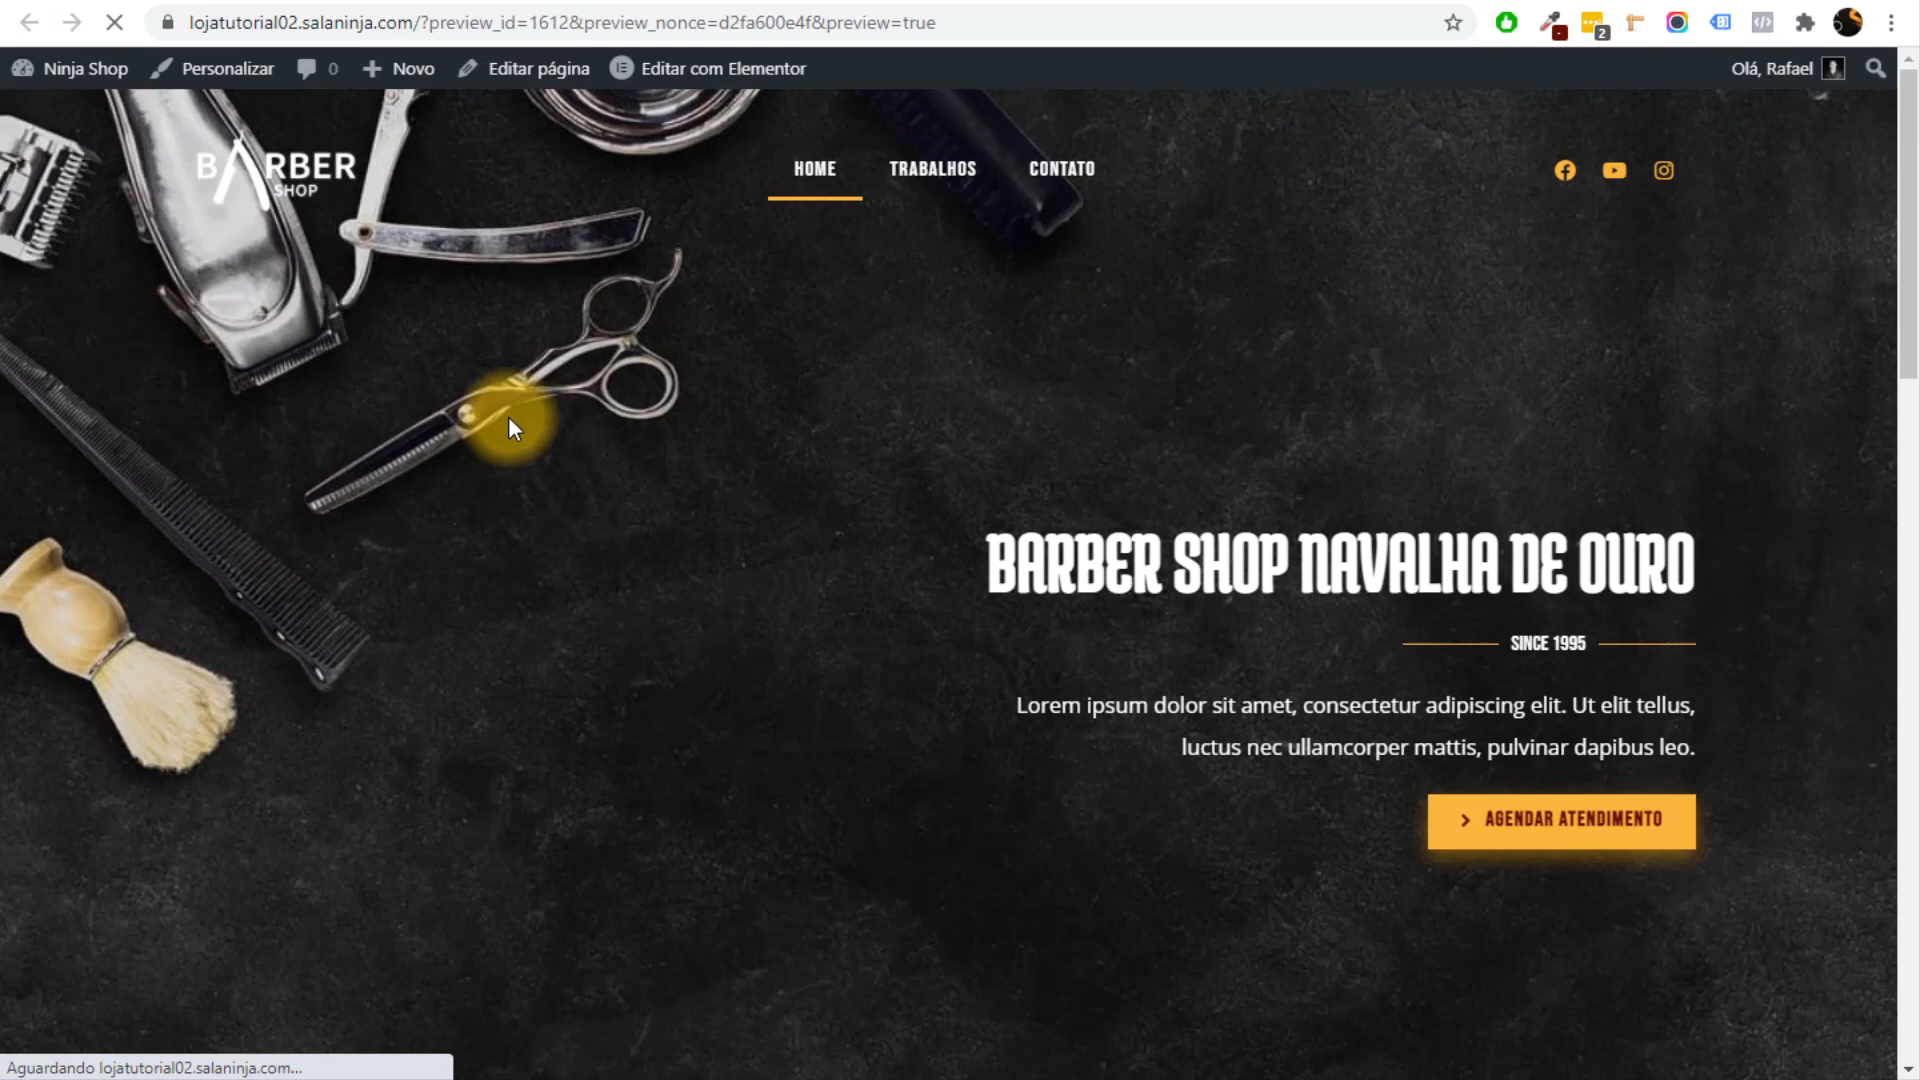 lojatutorial02.salaninja.com/?preview_id=1612&preview_nonce=d2fa600e4f&preview=true
2
Ninja Shop
Personalizar
0
Novo
Editar página
Editar com Elementor
Olá, Rafael
BARBER
SHOP
HOME
TRABALHOS
CONTATO
BARBER SHOP NAVALHA DE OURO
SINCE 1995
Lorem ipsum dolor sit amet, consectetur adipiscing elit. Ut elit tellus,
luctus nec ullamcorper mattis, pulvinar dapibus leo.
AGENDAR ATENDIMENTO
Aguardando lojatutorial02.salaninja.com...